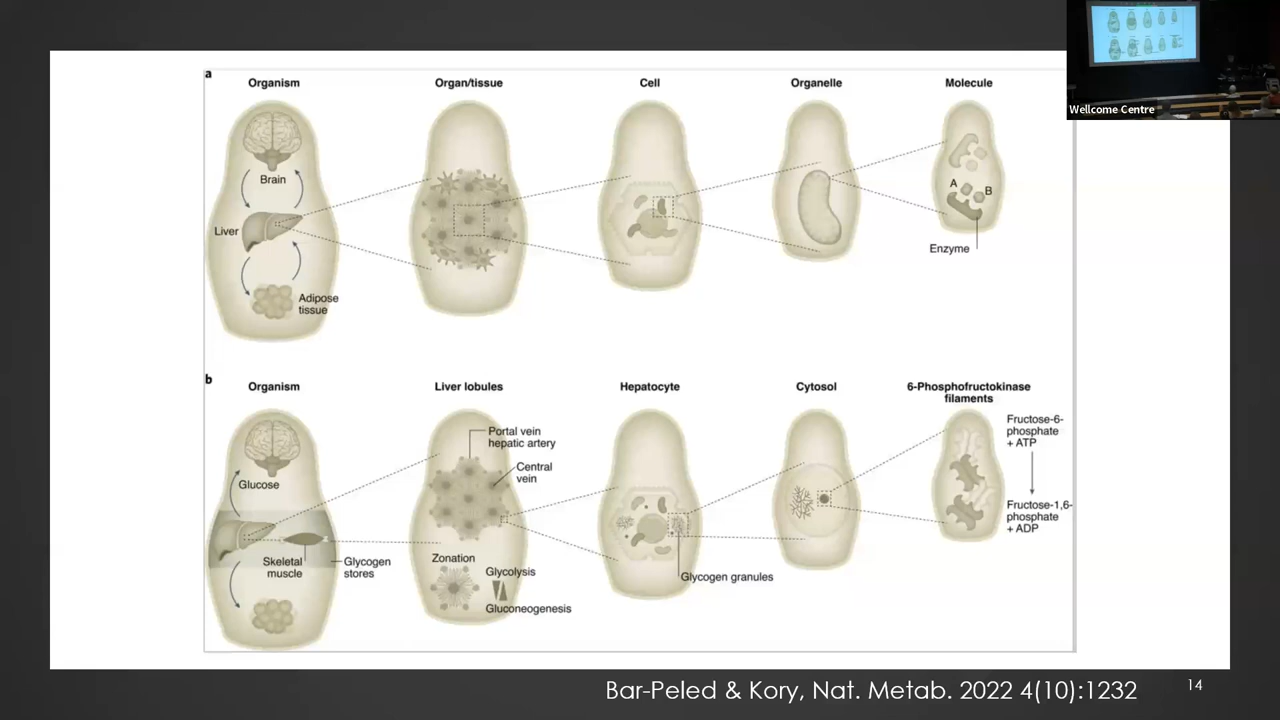 Wellcome Centre
a
Organism
Organ/tissue
Cell
Organelle
Molecule
Brain
Liver
Adipose
tissue
A
B
Enzyme
b
Organism
Liver lobules
Hepatocyte
Cytosol
6-Phosphofructokinase
filaments
Glucose
Skeletal
muscle
Glycogen
stores
Portal vein
hepatic artery
Central
vein
Zonation
Glycolysis
Gluconeogenesis
Glycogen granules
Fructose-6-
phosphate
+ ATP
Fructose-1,6-
phosphate
+ ADP
Bar-Peled & Kory, Nat. Metab. 2022 4(10):1232
14